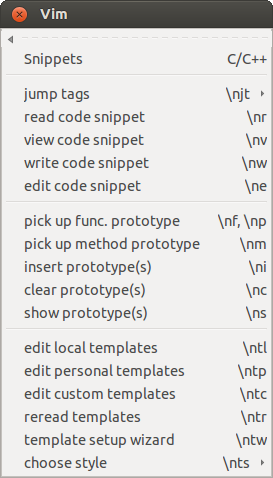 Vim
Snippets C/C++
jump tags \njt
read code snippet \nr
view code snippet \nv
write code snippet \nw
edit code snippet \ne
pick up func. prototype \nf, \np
pick up method prototype \nm
insert prototype(s) \ni
clear prototype(s) \nc
show prototype(s) \ns
edit local templates \ntl
edit personal templates \ntp
edit custom templates \ntc
reread templates \ntr
template setup wizard \ntw
choose style \nts